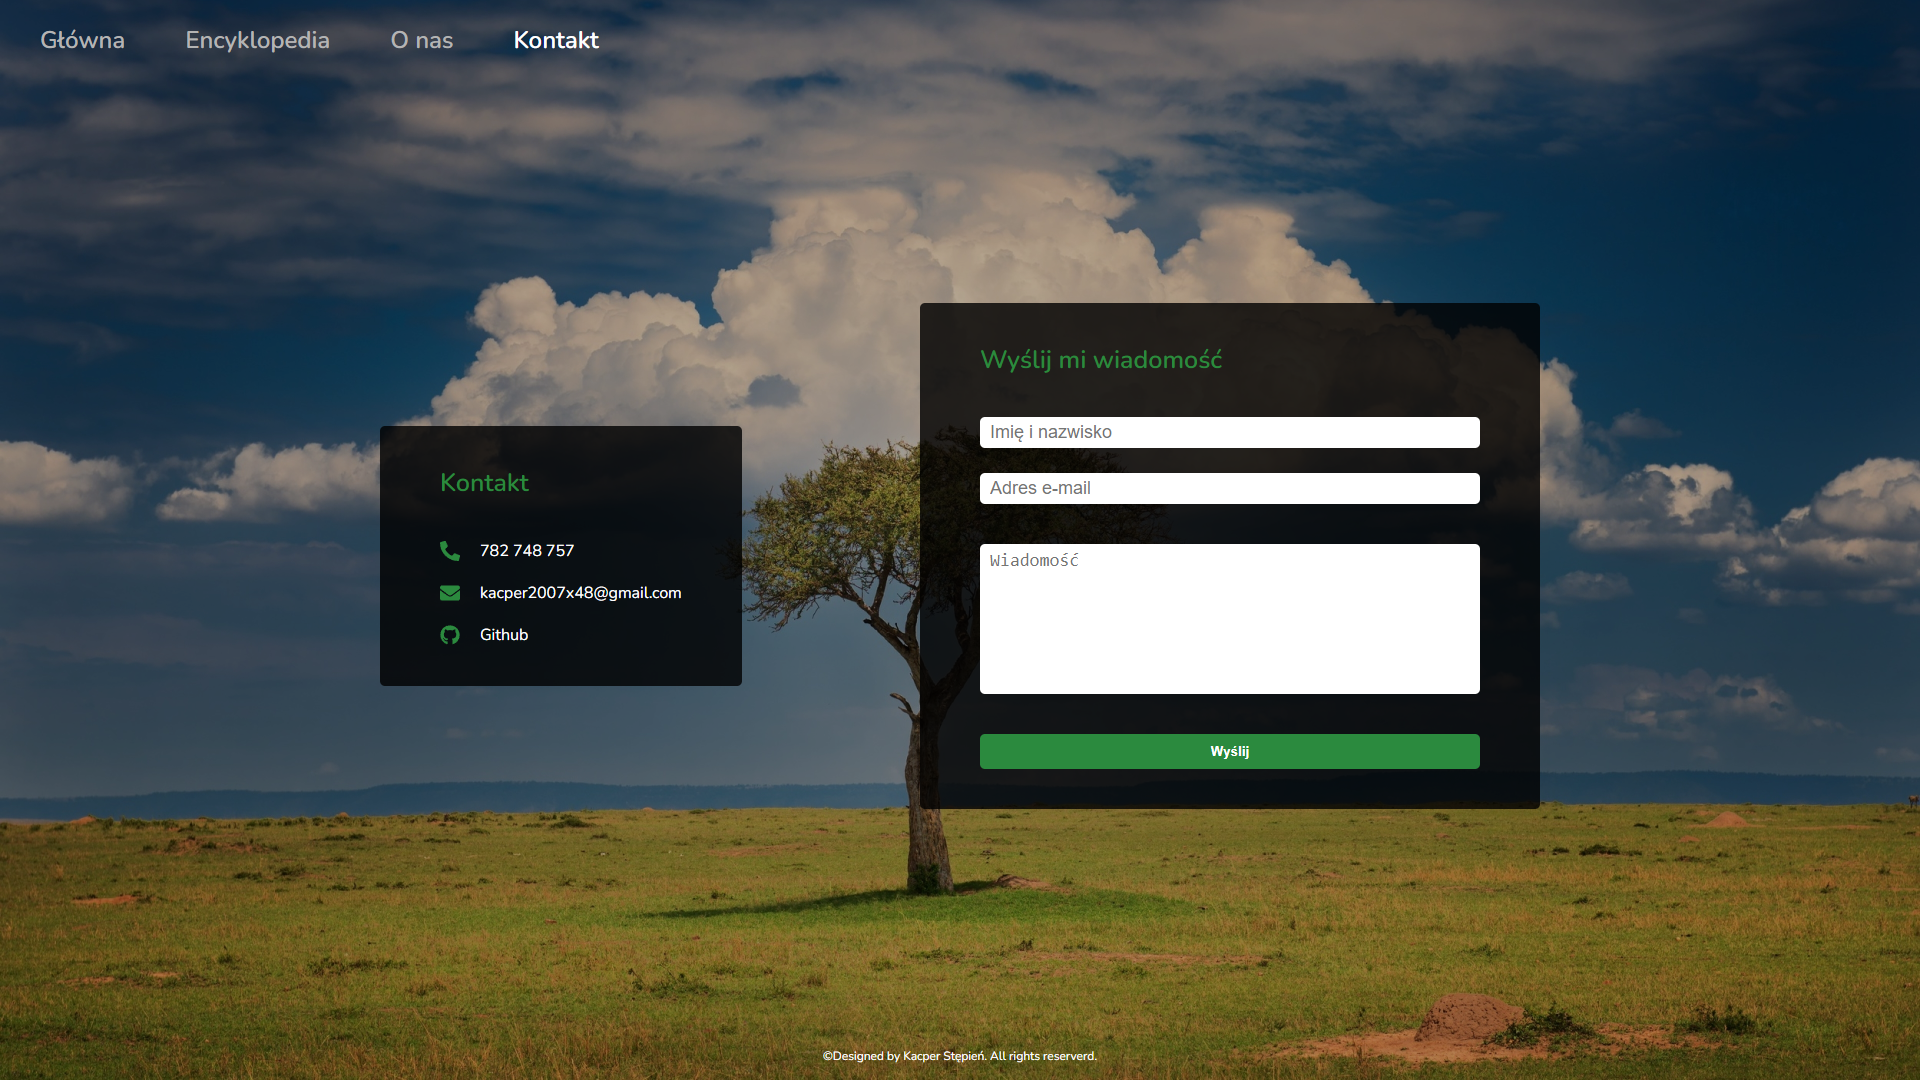 Główna Encyklopedia O nas Kontakt
Kontakt
782 748 757
kacper2007x48@gmail.com
Github
Wyślij mi wiadomość
Imię i nazwisko
Adres e-mail
Wiadomość
Wyślij
©Designed by Kacper Stępień. All rights reserverd.